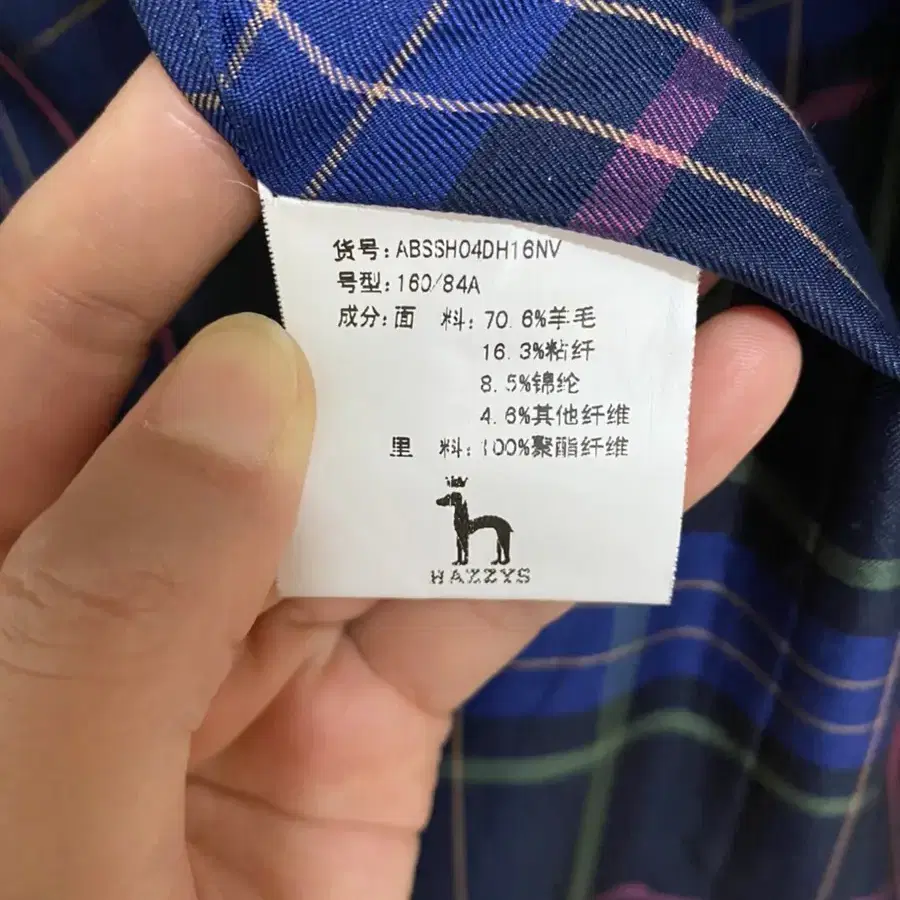 货号:ABSSH04DH16NV
号型:160/84A
成分:面 料:70.6%羊毛
16.3%粘纤
8.5%锦纶
4.6%其他纤维
里 料:100%聚酯纤维
HAZZYS